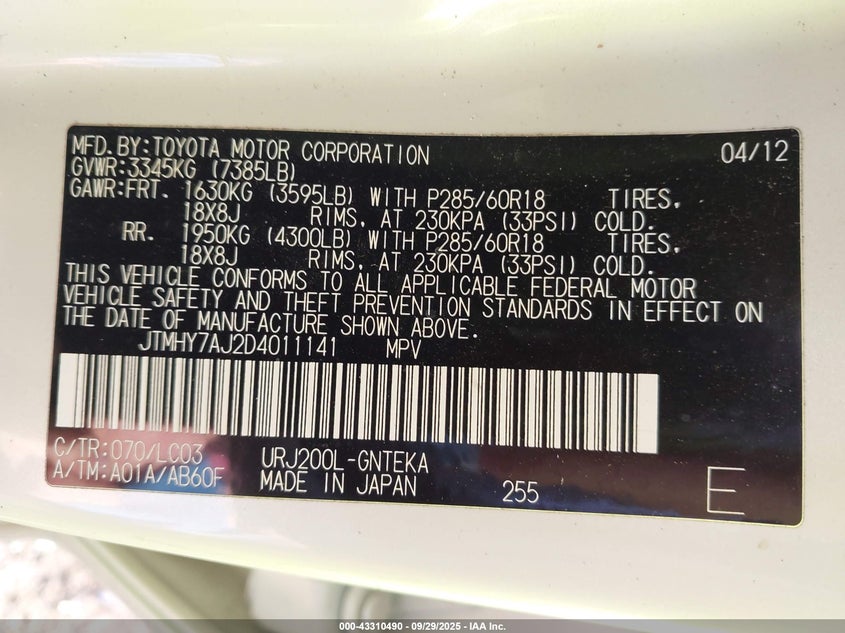 MFD. BY: TOYOTA MOTOR CORPORATION 04/12
GVWR: 3345KG (7385LB)
GAWR: FRT. 1630KG (3595LB) WITH P285/60R18 TIRES,
18X8J RIMS, AT 230KPA (33PSI) COLD.
RR. 1950KG (4300LB) WITH P285/60R18 TIRES,
18X8J RIMS, AT 230KPA (33PSI) COLD.
THIS VEHICLE CONFORMS TO ALL APPLICABLE FEDERAL MOTOR
VEHICLE SAFETY AND THEFT PREVENTION STANDARDS IN EFFECT ON
THE DATE OF MANUFACTURE SHOWN ABOVE.
JTMHY7AJ2D4011141 MPV
C/TR: 070/LC03 URJ200L-GNTEKA
A/TM: A01A/AB60F MADE IN JAPAN 255 E
000-43310490 - 09/29/2025 - IAA Inc.